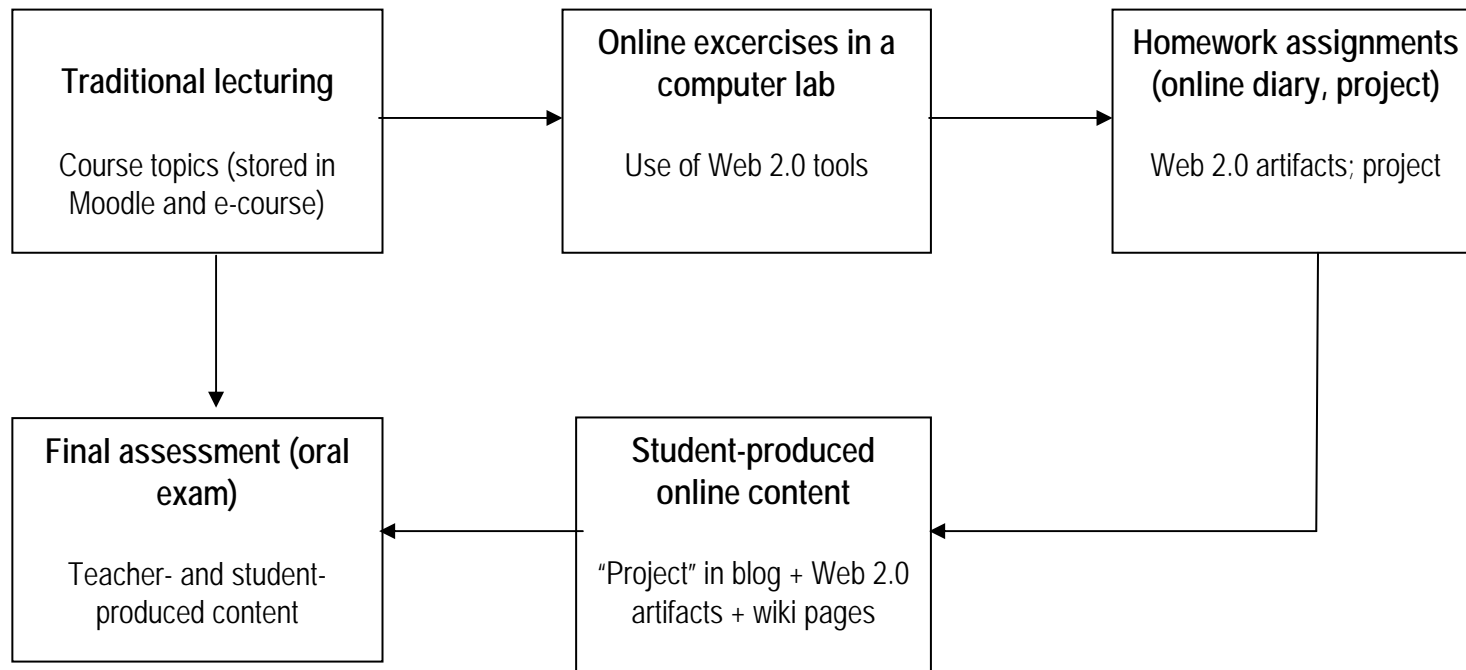 Traditional lecturing
Course topics (stored in
Moodle and e-course)
Online excercises in a
computer lab
Use of Web 2.0 tools
Homework assignments
(online diary, project)
Web 2.0 artifacts; project
Final assessment (oral
exam)
Teacher- and student-
produced content
Student-produced
online content
“Project” in blog + Web 2.0
artifacts + wiki pages